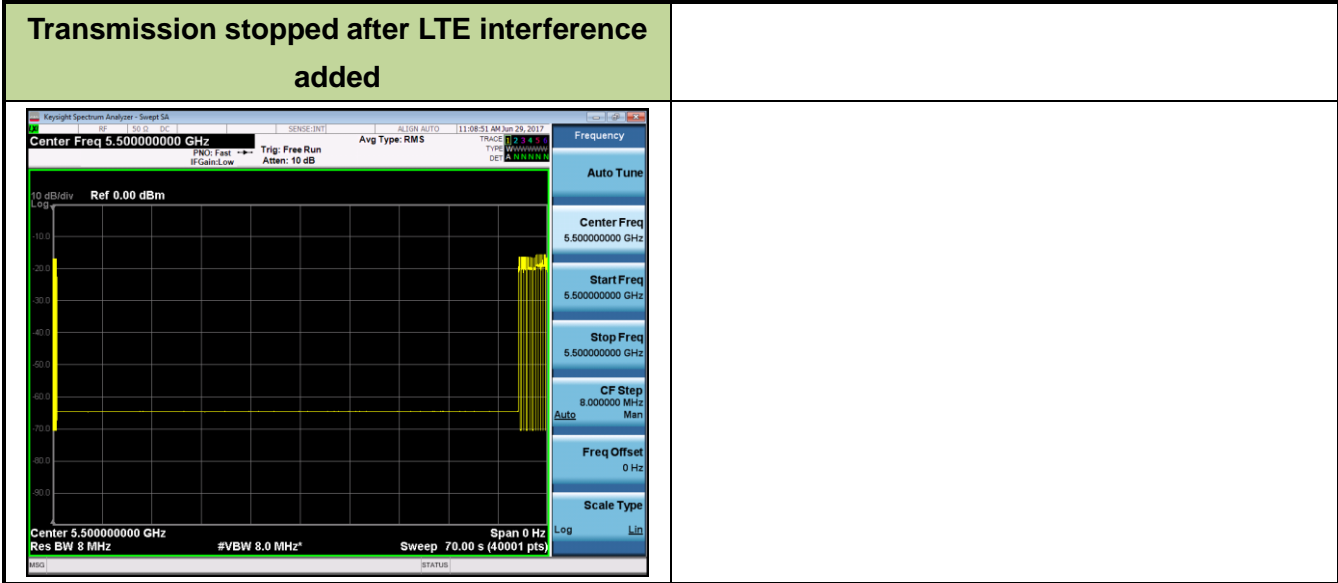 Transmission stopped after LTE interference
added
Keysight Spectrum Analyzer - Swept SA
RF 50 Ω DC SENSE:INT ALIGN AUTO 11:08:51 AM Jun 29, 2017
Center Freq 5.500000000 GHz
PNO: Fast
IFGain:Low
Trig: Free Run
Atten: 10 dB
Avg Type: RMS
TRACE 1 2 3 4 5 6
TYPE
DET A N N N N N
10 dB/div
Log
Ref 0.00 dBm
-10.0
-20.0
-30.0
-40.0
-50.0
-60.0
-70.0
-80.0
-90.0
Center 5.500000000 GHz
Res BW 8 MHz
#VBW 8.0 MHz*
Span 0 Hz
Sweep 70.00 s (40001 pts)
MSG
STATUS
Frequency
Auto Tune
Center Freq
5.500000000 GHz
Start Freq
5.500000000 GHz
Stop Freq
5.500000000 GHz
CF Step
8.000000 MHz
Auto Man
Freq Offset
0 Hz
Scale Type
Log Lin